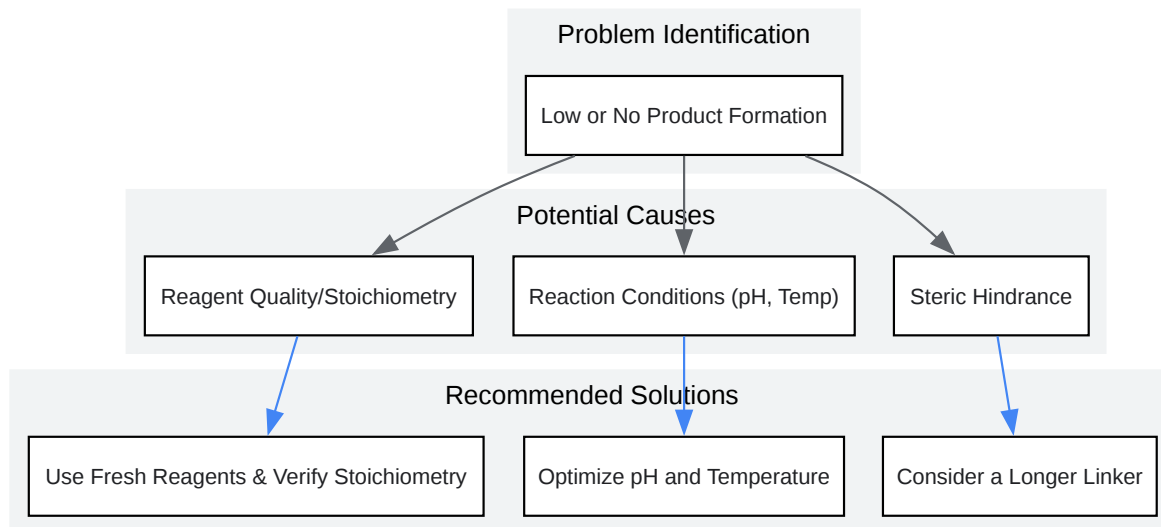 Problem Identification
Low or No Product Formation
Potential Causes
Reagent Quality/Stoichiometry
Reaction Conditions (pH, Temp)
Steric Hindrance
Recommended Solutions
Use Fresh Reagents & Verify Stoichiometry
Optimize pH and Temperature
Consider a Longer Linker